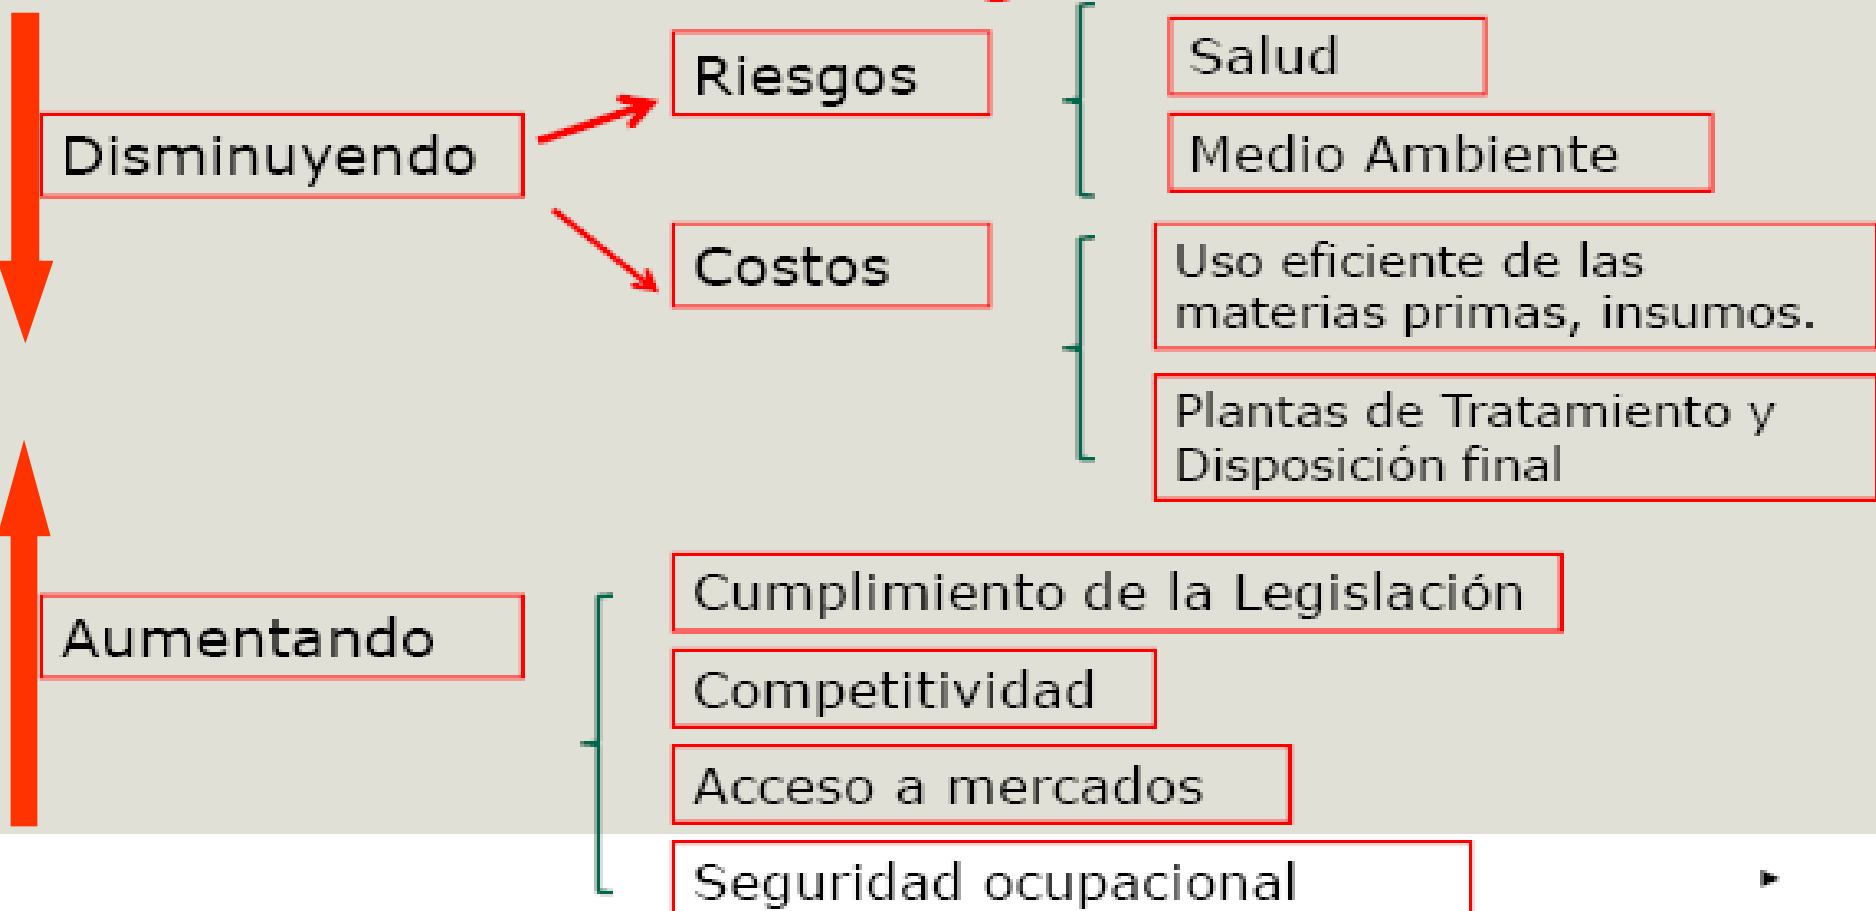 Disminuyendo
Riesgos
Salud
Medio Ambiente
Costos
Uso eficiente de las
materias primas, insumos.
Plantas de Tratamiento y
Disposición final
Aumentando
Cumplimiento de la Legislación
Competitividad
Acceso a mercados
Seguridad ocupacional